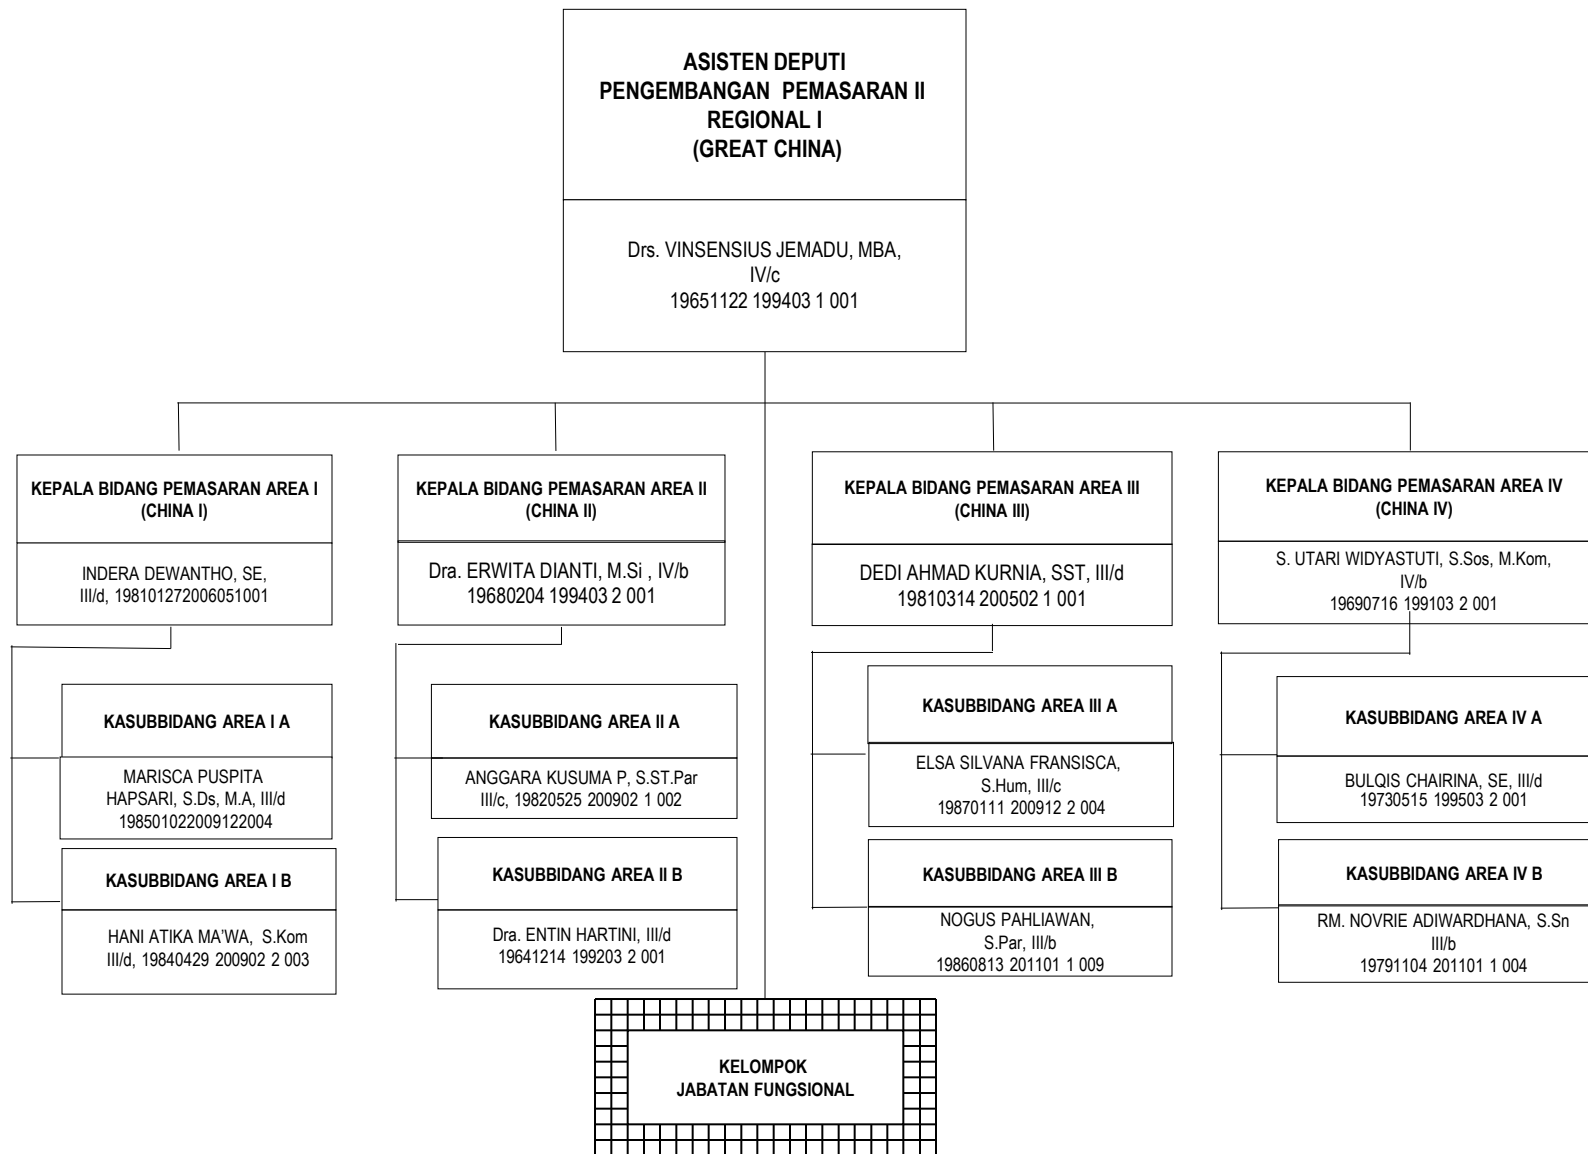 ASISTEN DEPUTI
PENGEMBANGAN PEMASARAN II
REGIONAL I
(GREAT CHINA)
Drs. VINSENSIUS JEMADU, MBA,
IV/c
19651122 199403 1 001
KEPALA BIDANG PEMASARAN AREA I
(CHINA I)
INDERA DEWANTHO, SE,
III/d, 198101272006051001
KASUBBIDANG AREA I A
MARISCA PUSPITA
HAPSARI, S.Ds, M.A, III/d
198501022009122004
KASUBBIDANG AREA I B
HANI ATIKA MA’WA, S.Kom
III/d, 19840429 200902 2 003
KEPALA BIDANG PEMASARAN AREA II
(CHINA II)
Dra. ERWITA DIANTI, M.Si , IV/b
19680204 199403 2 001
KASUBBIDANG AREA II A
ANGGARA KUSUMA P, S.ST.Par
III/c, 19820525 200902 1 002
KASUBBIDANG AREA II B
Dra. ENTIN HARTINI, III/d
19641214 199203 2 001
KEPALA BIDANG PEMASARAN AREA III
(CHINA III)
DEDI AHMAD KURNIA, SST, III/d
19810314 200502 1 001
KASUBBIDANG AREA III A
ELSA SILVANA FRANSISCA,
S.Hum, III/c
19870111 200912 2 004
KASUBBIDANG AREA III B
NOGUS PAHLIAWAN,
S.Par, III/b
19860813 201101 1 009
KEPALA BIDANG PEMASARAN AREA IV
(CHINA IV)
S. UTARI WIDYASTUTI, S.Sos, M.Kom,
IV/b
19690716 199103 2 001
KASUBBIDANG AREA IV A
BULQIS CHAIRINA, SE, III/d
19730515 199503 2 001
KASUBBIDANG AREA IV B
RM. NOVRIE ADIWARDHANA, S.Sn
III/b
19791104 201101 1 004
KELOMPOK
JABATAN FUNGSIONAL